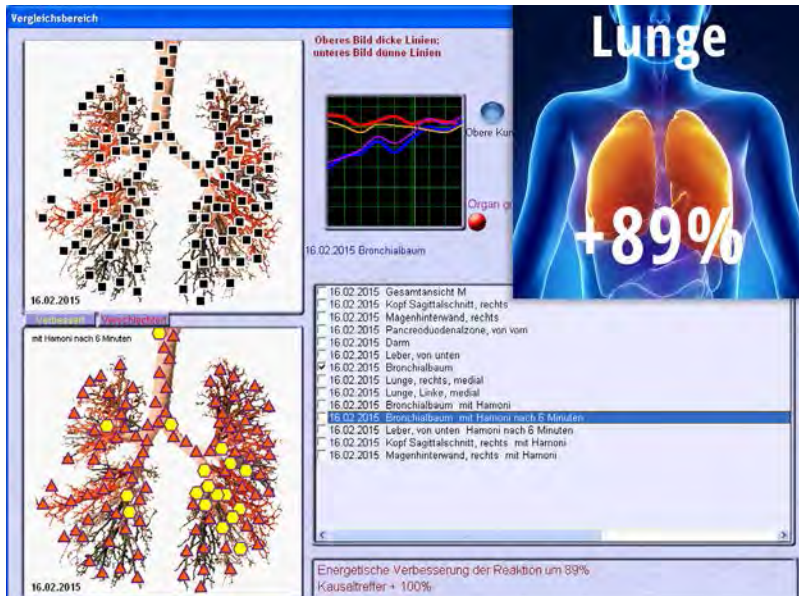 Vergleichsbereich
Oberes Bild dicke Linien;
unteres Bild dünne Linien
Lunge
+89%
Obere Kur
Organ g
16.02.2015 Bronchialbaum
16.02.2015
Verbessert
Verschlechtert
mit Hamoni nach 6 Minuten
16.02.2015
16.02.2015 Gesamtansicht M
16.02.2015 Kopf Sagittalschnitt, rechts
16.02.2015 Magenhinterwand, rechts
16.02.2015 Pancreoduodenalzone, von vorn
16.02.2015 Darm
16.02.2015 Leber, von unten
16.02.2015 Bronchialbaum
16.02.2015 Lunge, rechts, medial
16.02.2015 Lunge, Linke, medial
16.02.2015 Bronchialbaum mit Hamoni
16.02.2015 Bronchialbaum mit Hamoni nach 6 Minuten
16.02.2015 Leber, von unten Hamoni nach 6 Minuten
16.02.2015 Kopf Sagittalschnitt, rechts mit Hamoni
16.02.2015 Magenhinterwand, rechts mit Hamoni
Energetische Verbesserung der Reaktion um 89%
Kausaltreffer + 100%